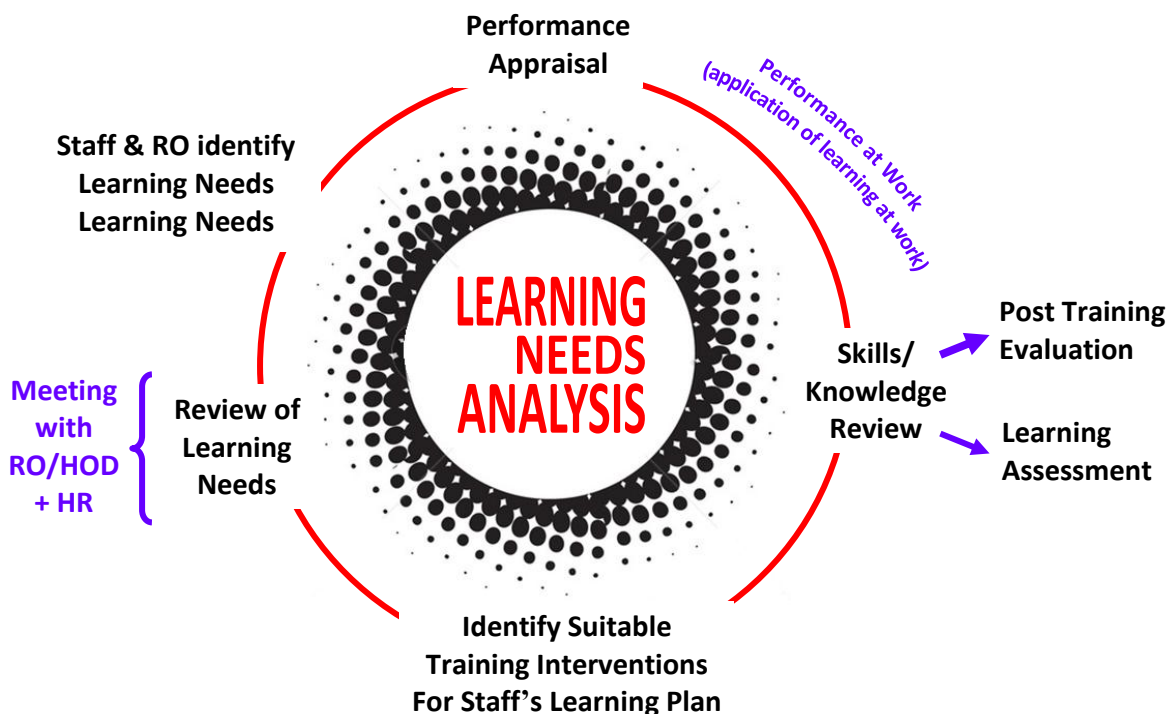 Performance
Appraisal
Performance at Work
(application of learning at work)
Staff & RO identify
Learning Needs
Learning Needs
LEARNING
NEEDS
ANALYSIS
Post Training
Evaluation
Skills/
Knowledge
Review
Learning
Assessment
Meeting
with
RO/HOD
+ HR
Review of
Learning
Needs
Identify Suitable
Training Interventions
For Staff’s Learning Plan